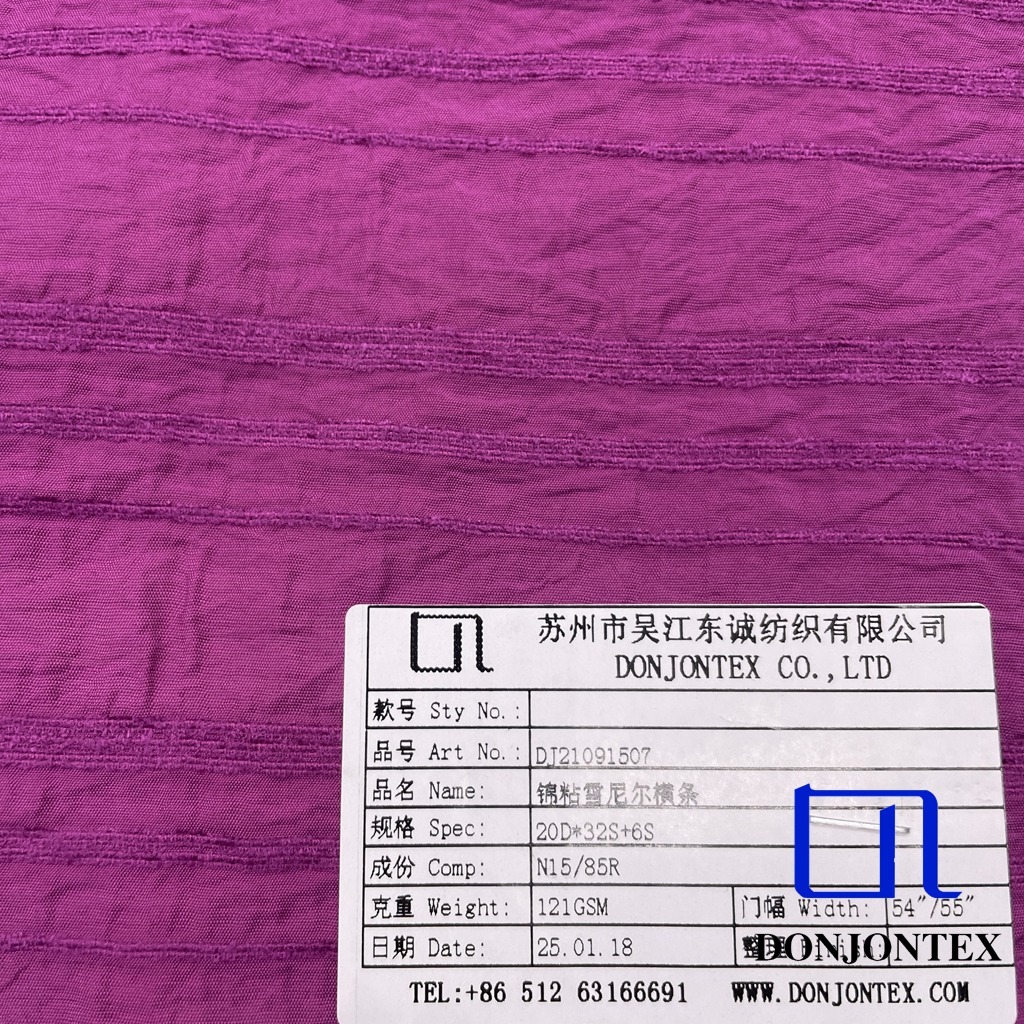 苏州市吴江东诚纺织有限公司
DONJONTEX CO.,LTD
款号 Sty No.:
品号 Art No.: DJ21091507
品名 Name: 锦粘雪尼尔横条
规格 Spec: 20D*32S+6S
成份 Comp: N15/85R
克重 Weight: 121GSM 门幅 Width: 54"/55"
日期 Date: 25.01.18
DONJONTEX
TEL:+86 512 63166691 WWW.DONJONTEX.COM